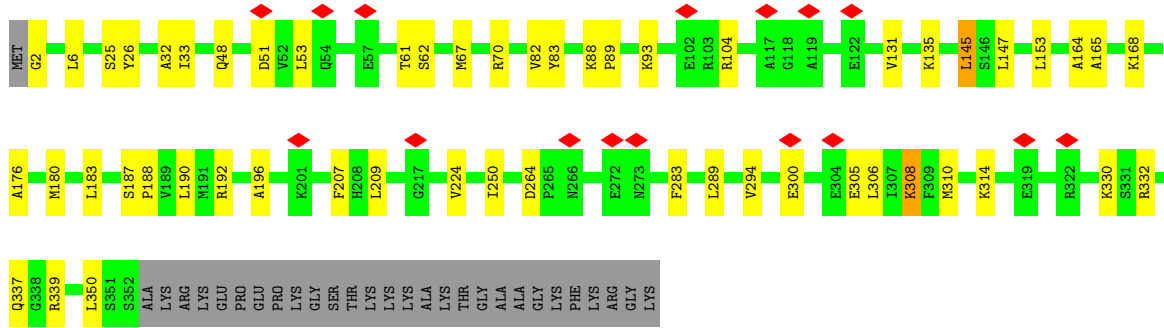 MET G2 L6 S25 Y26 A32 I33 Q48 D51 V52 L53 Q54 E57 T61 S62 M67 R70 V82 Y83 K88 P89 K93 E102 R103 R104 A117 G118 A119 E122 V131 K135 L145 S146 L147 L153 A164 A165 K168
A176 M180 L183 S187 P188 V189 L190 M191 R192 A196 K201 F207 H208 L209 G217 V224 I250 D264 P265 N266 E272 N273 F283 L289 V294 E300 E304 E305 L306 I307 K308 F309 M310 K314 E319 R322 K330 S331 R332
Q337 G338 R339 L350 S351 S352 ALA LYS ARG LYS GLU PRO GLU PRO LYS GLY SER THR LYS LYS LYS ALA LYS THR GLY ALA ALA GLY LYS PHE LYS ARG GLY LYS